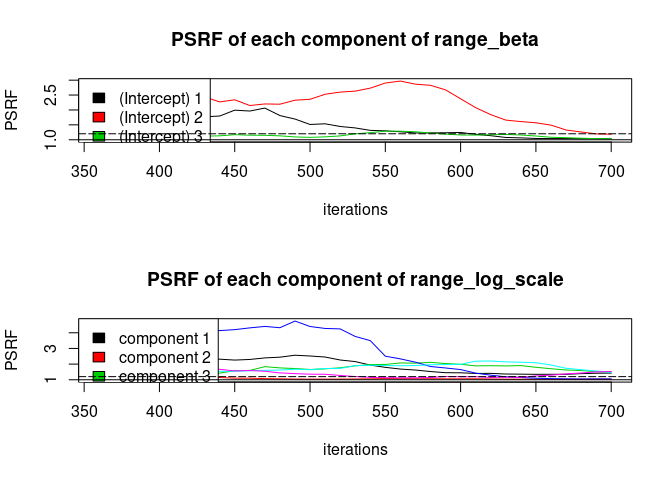 PSRF of each component of range_beta
PSRF
1.0 2.5
(Intercept) 1
(Intercept) 2
(Intercept) 3
350 400 450 500 550 600 650 700
iterations
PSRF of each component of range_log_scale
PSRF
1 3
component 1
component 2
component 3
350 400 450 500 550 600 650 700
iterations